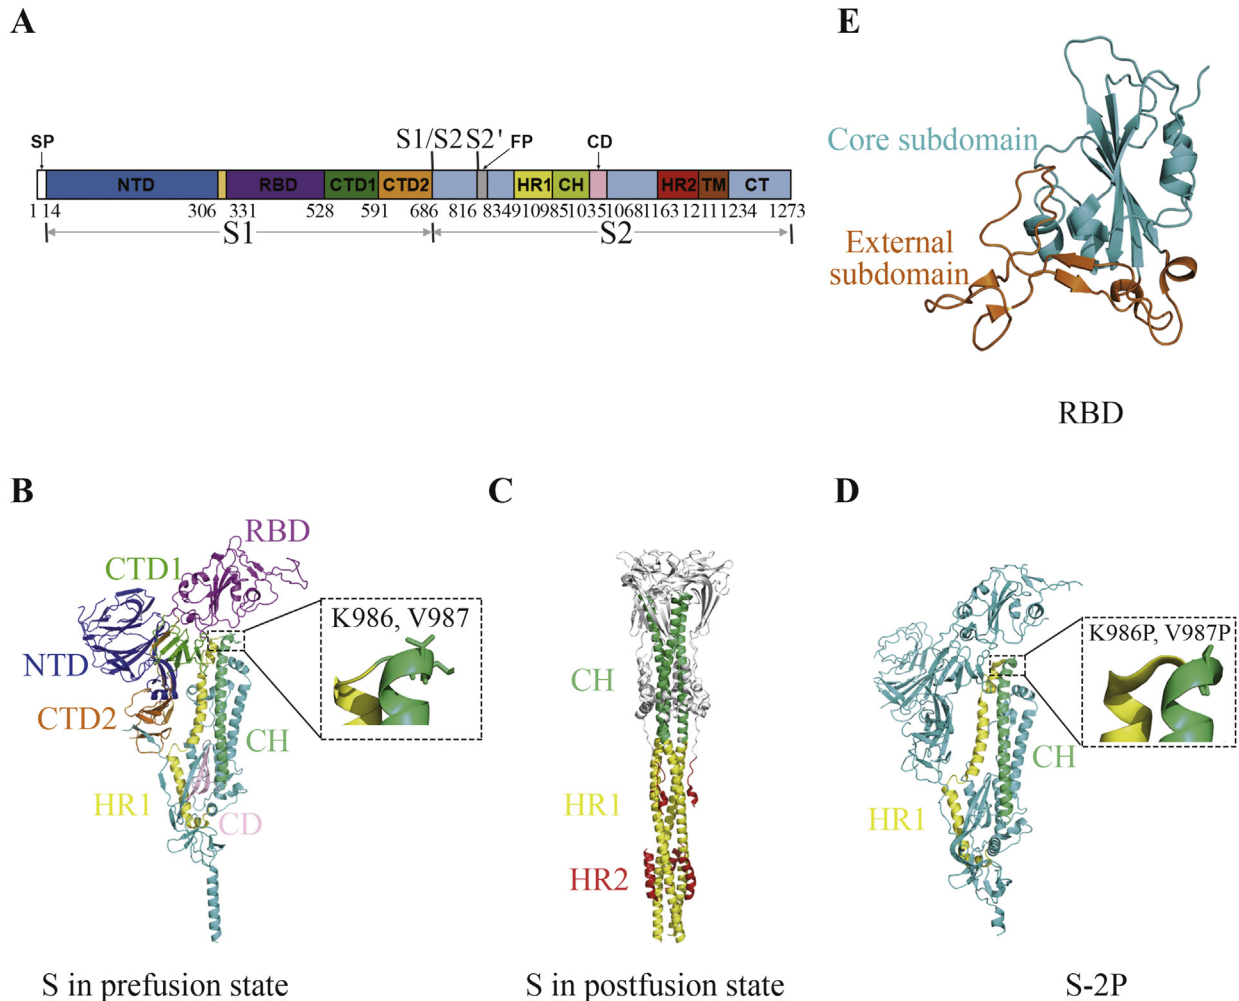 A
S1/S2 S2' FP CD
SP
NTD RBD CTD1 CTD2 HR1 CH HR2 TM CT
1 14 306 331 528 591 686 816 834 910 985 1035 1068 1163 1211 1234 1273
S1 S2
E
Core subdomain
External
subdomain
RBD
B
RBD
CTD1
K986, V987
NTD
CTD2
CH
HR1
CD
S in prefusion state
C
CH
HR1
HR2
S in postfusion state
D
K986P, V987P
CH
HR1
S-2P